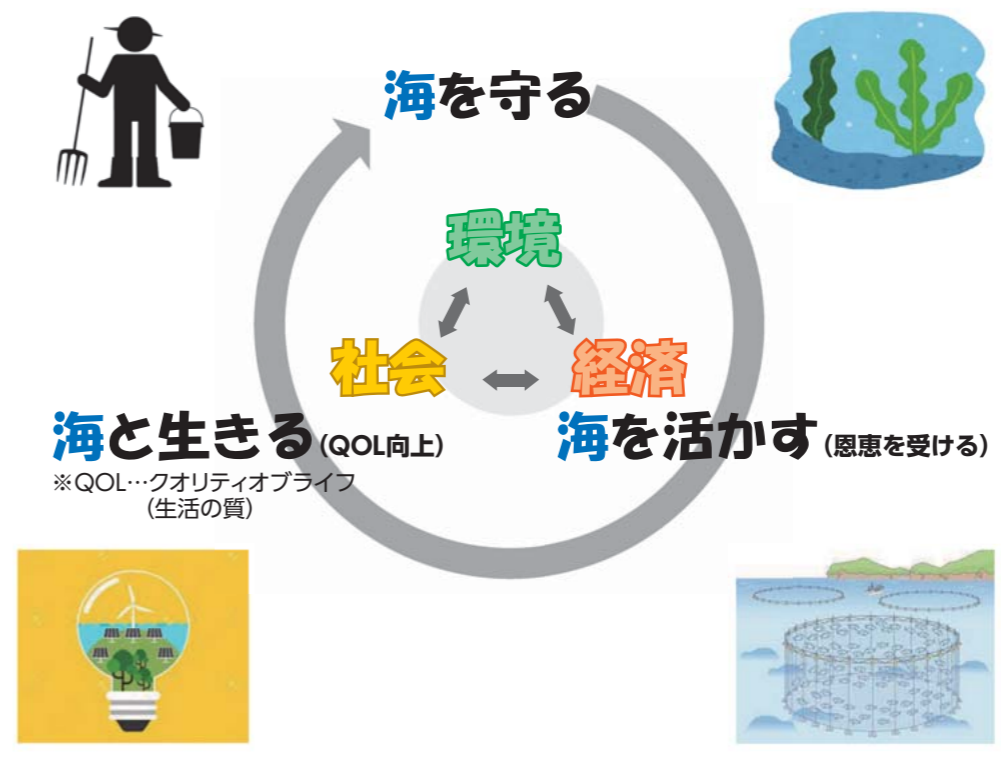 海を守る
環境
社会
経済
海と生きる(QOL向上)
※QOL…クオリティオブライフ
(生活の質)
海を活かす(恩恵を受ける)